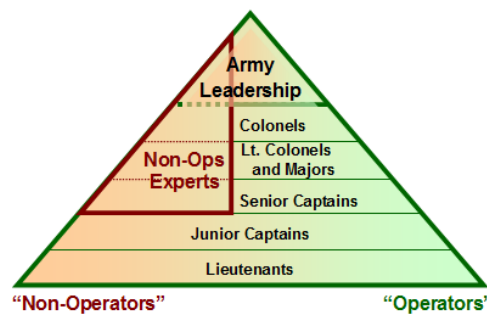 Army
Leadership
Colonels
Non-Ops
Experts
Lt. Colonels
and Majors
Senior Captains
Junior Captains
Lieutenants
“Non-Operators”
“Operators”